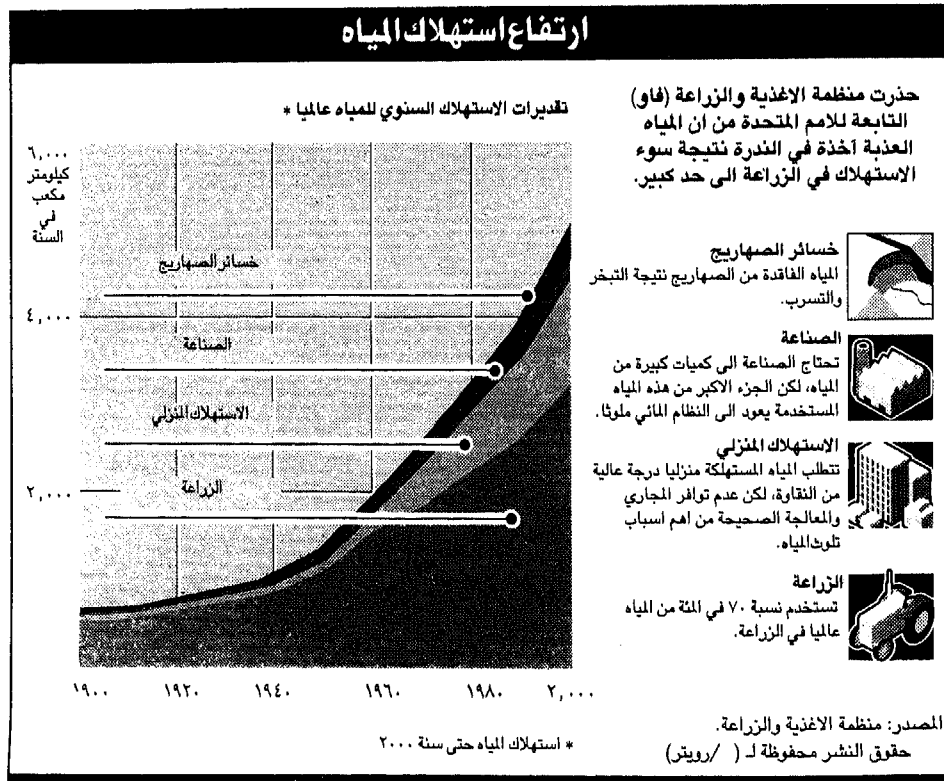 ارتفاع استهلاك المياه
حذرت منظمة الاغذية والزراعة (فاو)
التابعة للامم المتحدة من ان المياه
العذبة آخذة في الندرة نتيجة سوء
الاستهلاك في الزراعة الى حد كبير.
خسائر الصهاريج
المياه الفاقدة من الصهاريج نتيجة التبخر
والتسرب.
الصناعة
تحتاج الصناعة الى كميات كبيرة من
المياه، لكن الجزء الاكبر من هذه المياه
المستخدمة يعود الى النظام المائي ملوثا.
الاستهلاك المنزلي
تتطلب المياه المستهلكة منزليا درجة عالية
من النقاوة، لكن عدم توافر المجاري
والمعالجة الصحيحة من اهم اسباب
تلوث المياه.
الزراعة
تستخدم نسبة ٧٠ في المئة من المياه
عالميا في الزراعة.
المصدر: منظمة الاغذية والزراعة.
حقوق النشر محفوظة لـ ( /رويتر)
تقديرات الاستهلاك السنوي للمياه عالميا *
٦,٠٠٠
كيلومتر
مكعب
في
السنة
خسائر الصهاريج
٤,٠٠٠
الصناعة
الاستهلاك المنزلي
٢,٠٠٠
الزراعة
١٩٠٠ ١٩٢٠ ١٩٤٠ ١٩٦٠ ١٩٨٠ ٢,٠٠٠
* استهلاك المياه حتى سنة ٢٠٠٠